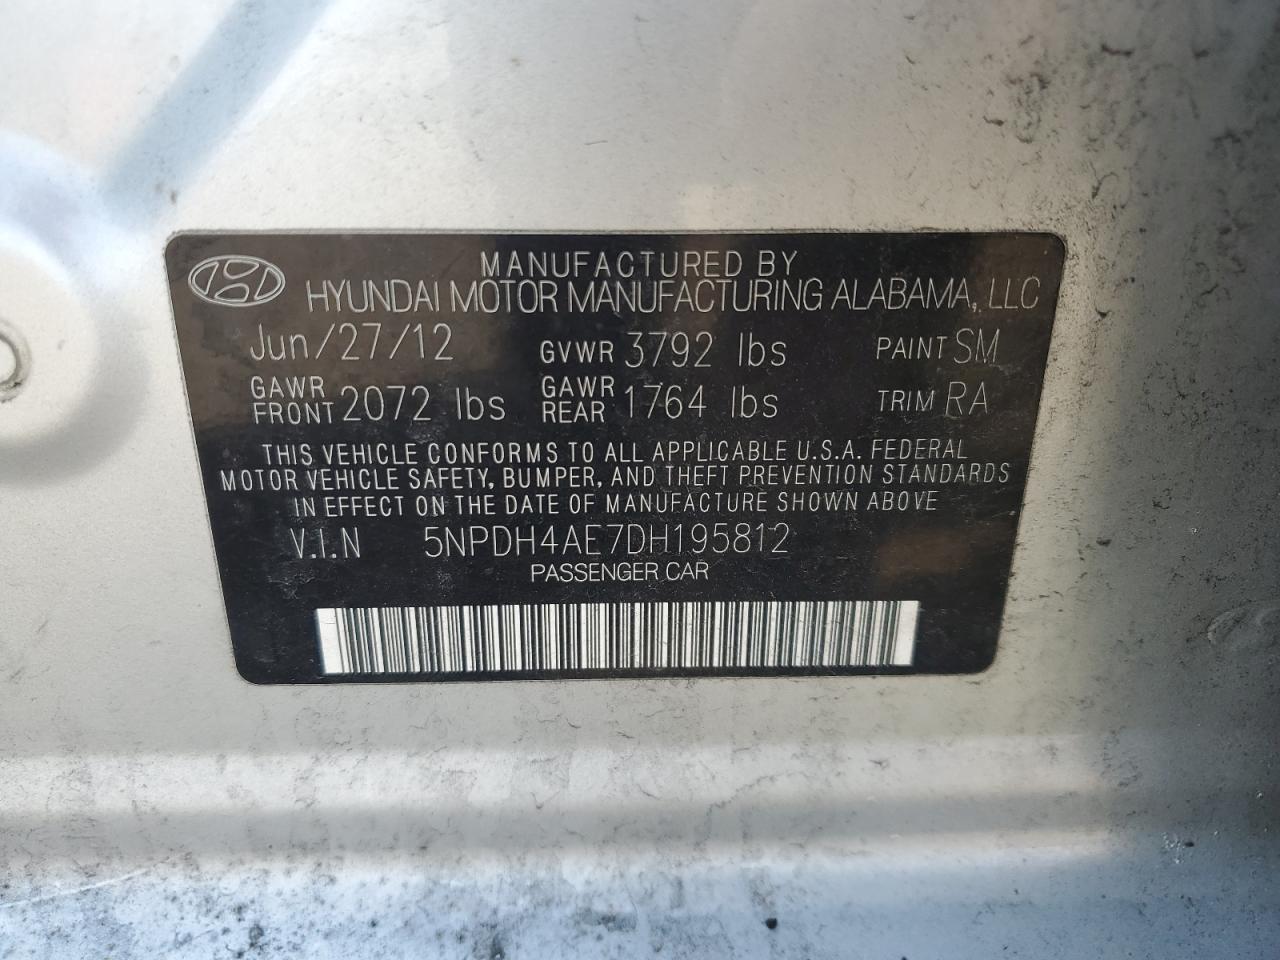 MANUFACTURED BY
HYUNDAI MOTOR MANUFACTURING ALABAMA, LLC
Jun/27/12 GVWR 3792 lbs PAINT SM
GAWR FRONT 2072 lbs GAWR REAR 1764 lbs TRIM RA
THIS VEHICLE CONFORMS TO ALL APPLICABLE U.S.A. FEDERAL
MOTOR VEHICLE SAFETY, BUMPER, AND THEFT PREVENTION STANDARDS
IN EFFECT ON THE DATE OF MANUFACTURE SHOWN ABOVE
V.I.N 5NPDH4AE7DH195812
PASSENGER CAR